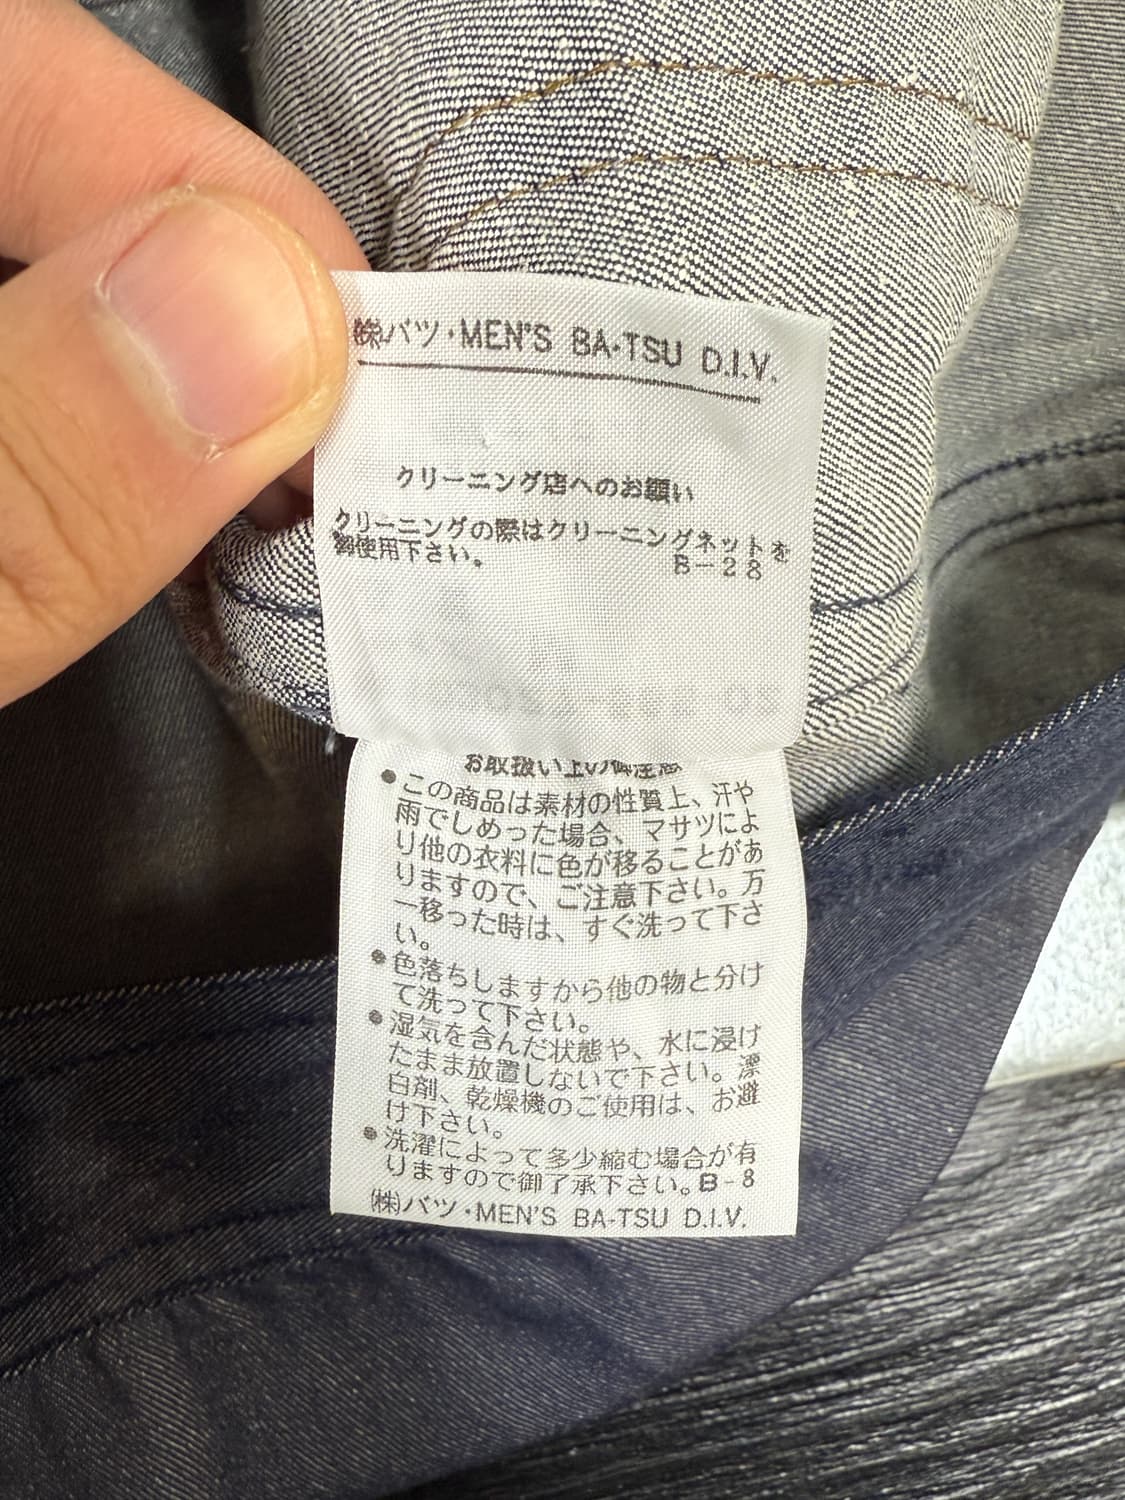 ㈱バツ・MEN'S BA-TSU D.I.V.
クリーニング店へのお願い
クリーニングの際はクリーニングネットを
御使用下さい。
B-28
お取扱い上の御注意
●この商品は素材の性質上、汗や
雨でしめった場合、マサツによ
り他の衣料に色が移ることがあ
りますので、ご注意下さい。万
一移った時は、すぐ洗って下さ
い。
●色落ちしますから他の物と分け
て洗って下さい。
●湿気を含んだ状態や、水に浸け
たまま放置しないで下さい。漂
白剤、乾燥機のご使用は、お避
け下さい。
●洗濯によって多少縮む場合が有
りますので御了承下さい。B-8
㈱バツ・MEN'S BA-TSU D.I.V.